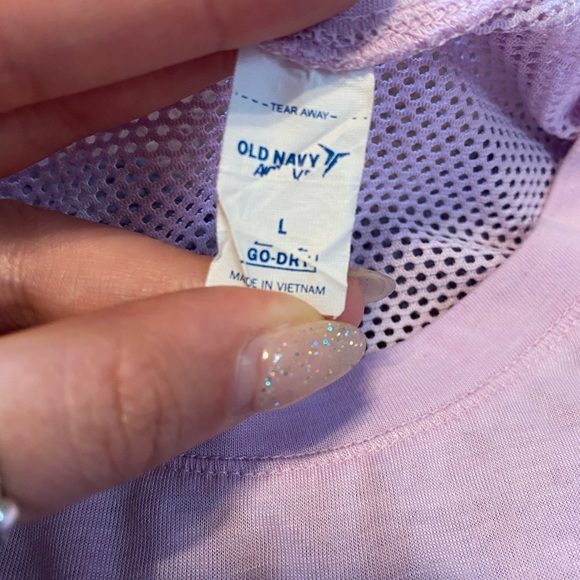 TEAR AWAY
OLD NAVY
L
GO-DRY
MADE IN VIETNAM